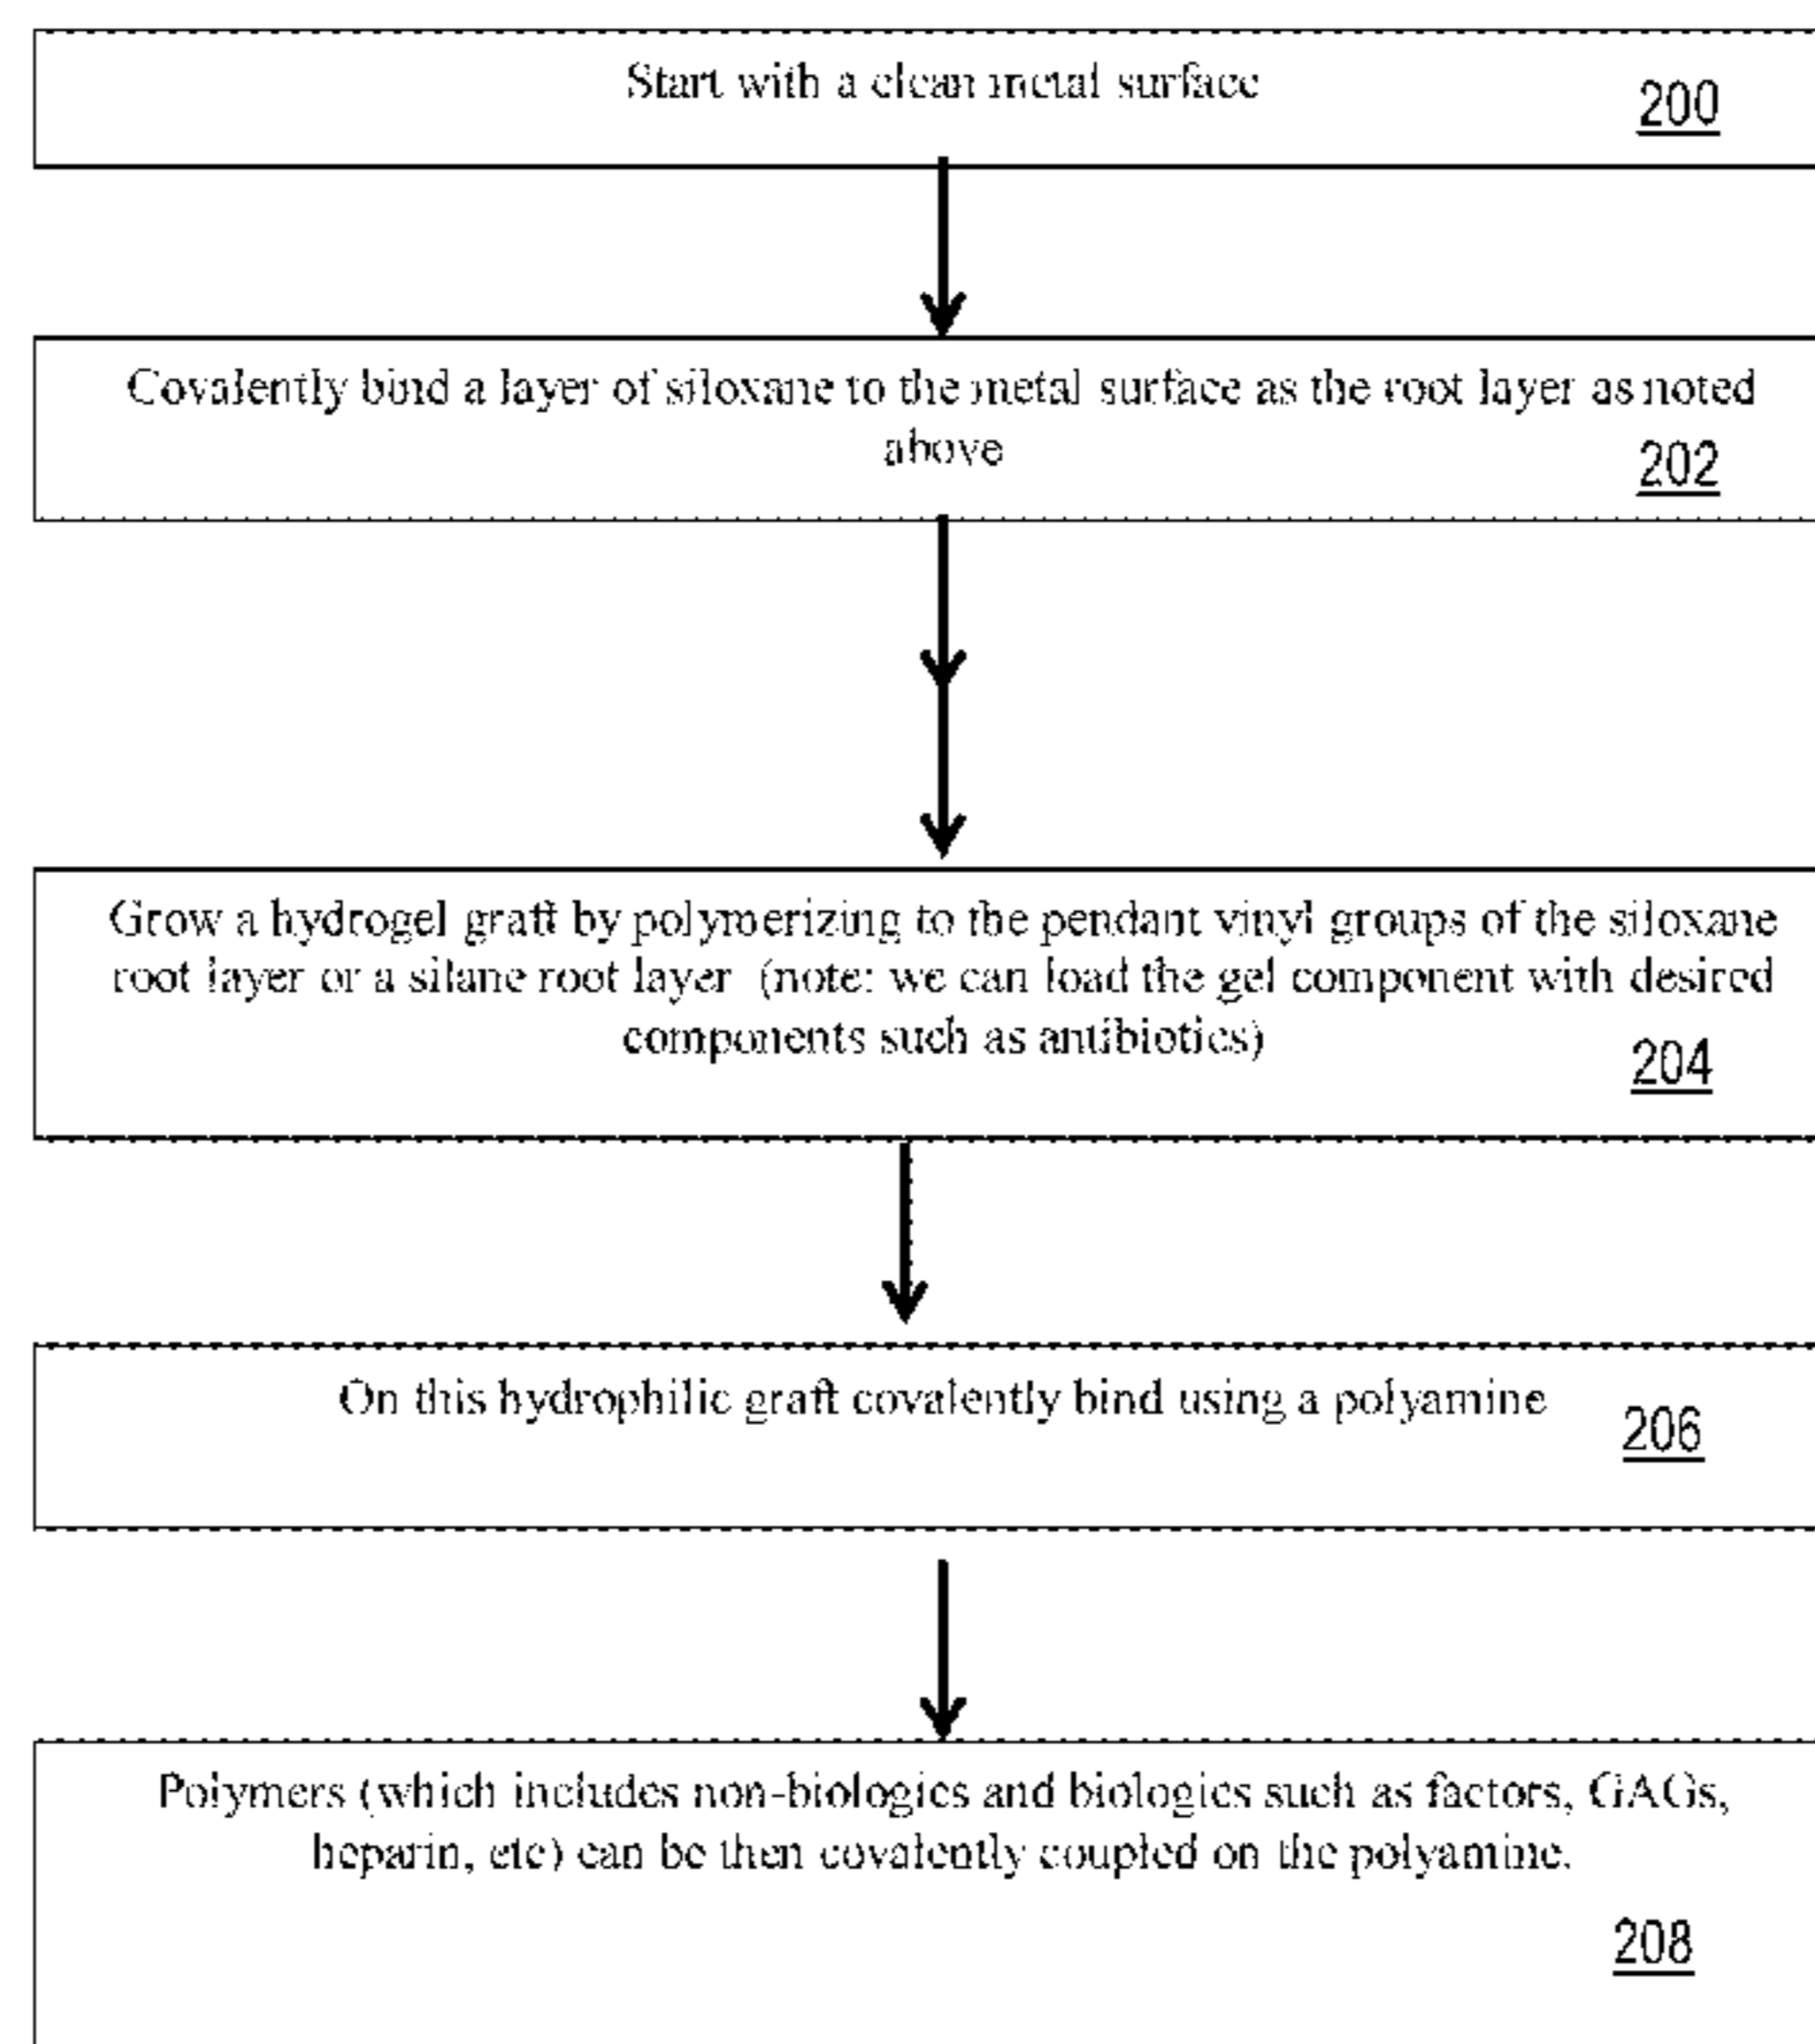 Start with a clean metal surface
200
Covalently bind a layer of siloxane to the metal surface as the root layer as noted
above
202
Grow a hydrogel graft by polymerizing to the pendant vinyl groups of the siloxane
root layer or a silane root layer (note: we can load the gel component with desired
components such as antibiotics)
204
On this hydrophilic graft covalently bind using a polyamine
206
Polymers (which includes non-biologics and biologics such as factors, GAGs,
heparin, etc) can be then covalently coupled on the polyamine.
208